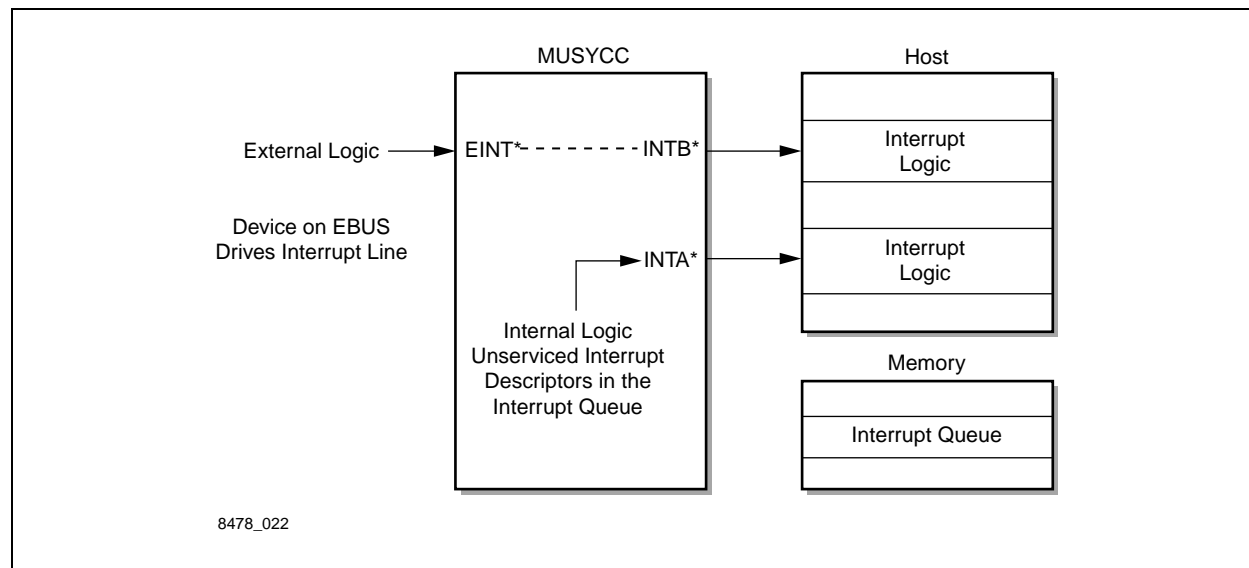 MUSYCC
Host
External Logic
EINT*
INTB*
Interrupt
Logic
Device on EBUS
Drives Interrupt Line
INTA*
Interrupt
Logic
Internal Logic
Unserviced Interrupt
Descriptors in the
Interrupt Queue
Memory
Interrupt Queue
8478_022